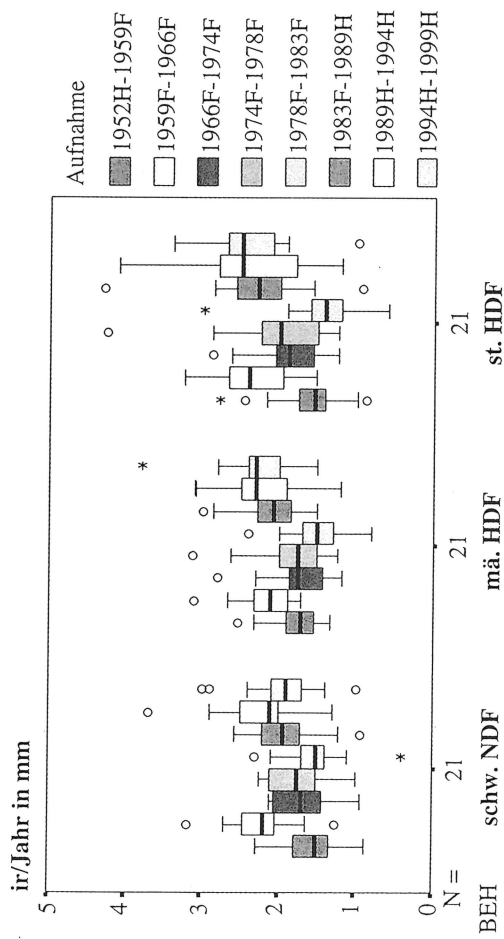 ir/Jahr in mm
5
4
3
2
1
0
N = 21 21 21
BEH schw. NDF mä. HDF st. HDF
Aufnahme
1952H-1959F
1959F-1966F
1966F-1974F
1974F-1978F
1978F-1983F
1983F-1989H
1989H-1994H
1994H-1999H